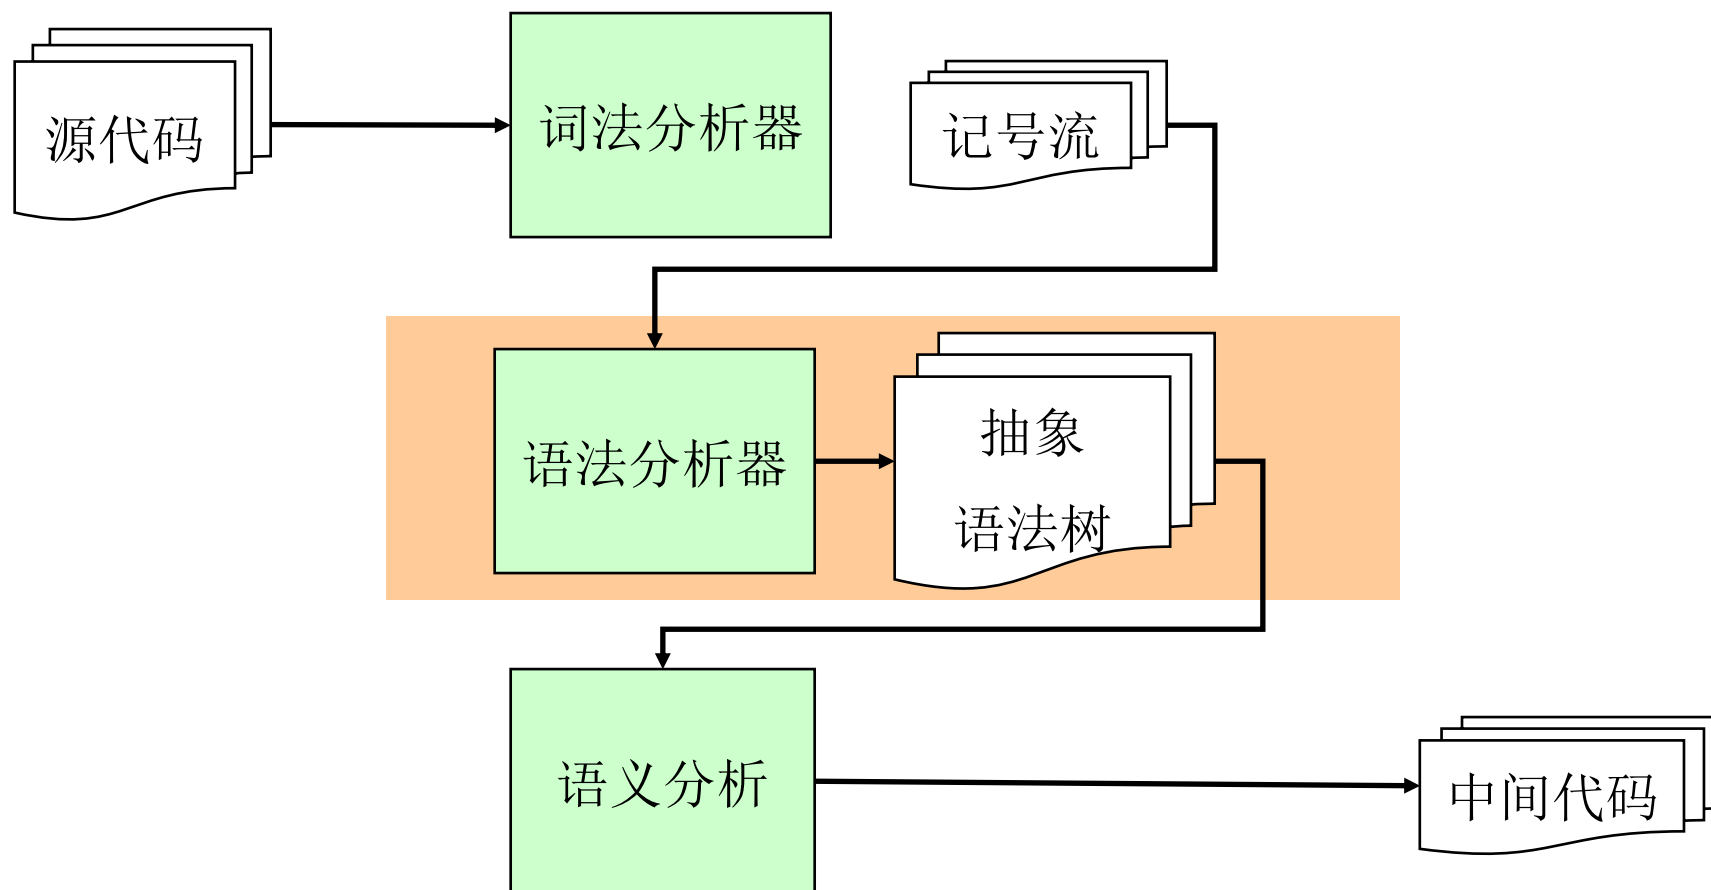 源代码
词法分析器
记号流
语法分析器
抽象
语法树
语义分析
中间代码